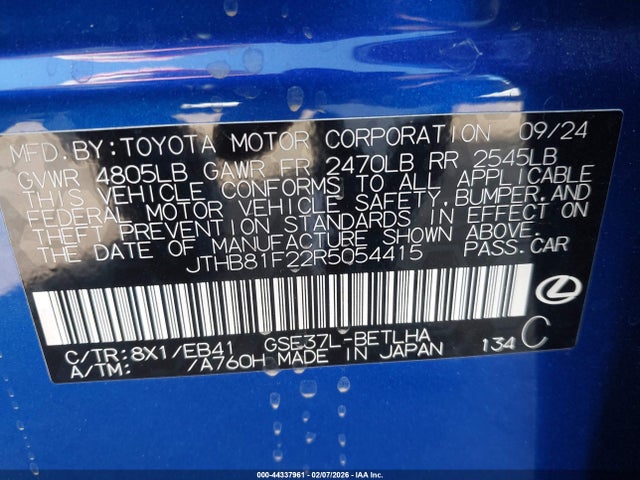 MFD.BY:TOYOTA MOTOR CORPORATION 09/24
GVWR 4805LB GAWR FR 2470LB RR 2545LB
THIS VEHICLE CONFORMS TO ALL APPLICABLE
FEDERAL MOTOR VEHICLE SAFETY,BUMPER,AND
THEFT PREVENTION STANDARDS IN EFFECT ON
THE DATE OF MANUFACTURE SHOWN ABOVE.
JTHB81F22R5054415 PASS.CAR
C/TR:8X1/EB41 GSE37L-BETLHA
A/TM: /A760H MADE IN JAPAN 134 C
000-44337961 - 02/07/2026 - IAA Inc.